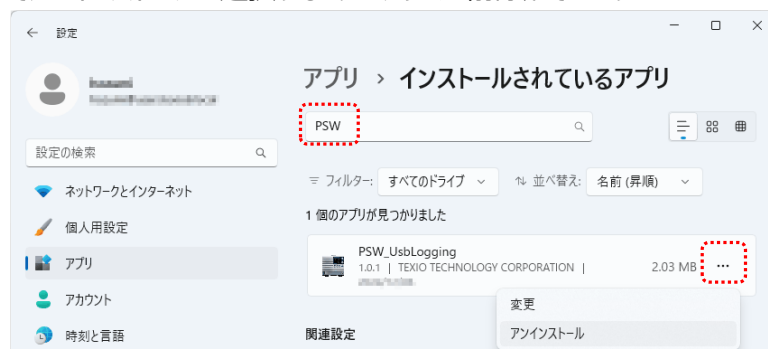 ← 設定
アプリ > インストールされているアプリ
PSW
設定の検索
フィルター: すべてのドライブ 並べ替え: 名前 (昇順)
ネットワークとインターネット
1 個のアプリが見つかりました
個人用設定
PSW_UsbLogging
1.0.1 | TEXIO TECHNOLOGY CORPORATION | 2.03 MB ...
アプリ
変更
アカウント
関連設定
アンインストール
時刻と言語